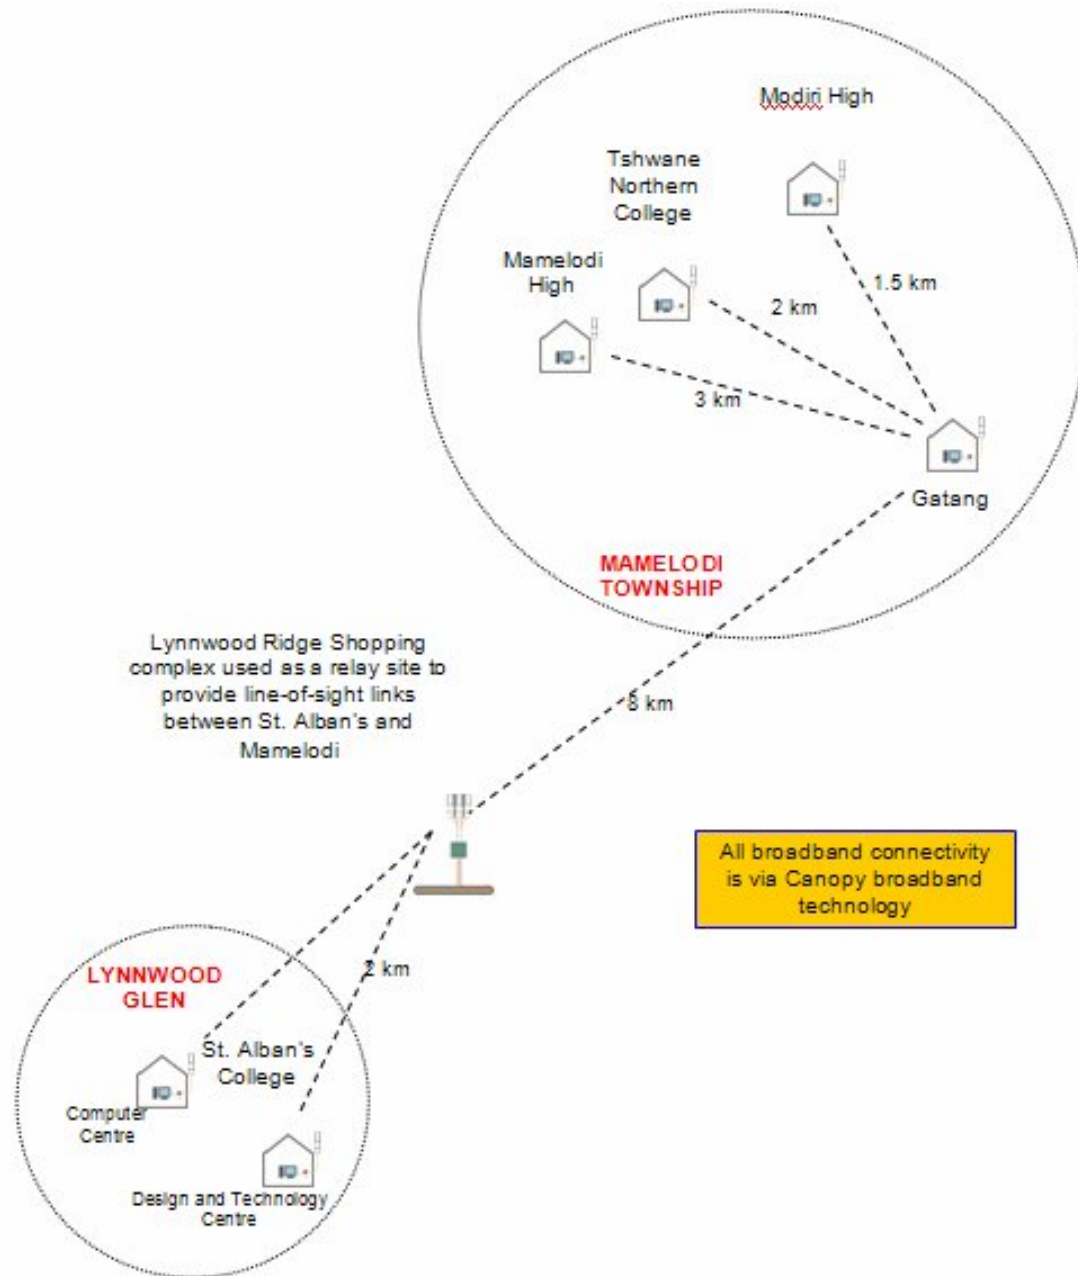 Modiri High
Tshwane
Northern
College
Mamelodi
High
1.5 km
2 km
3 km
Gatang
MAMELODI
TOWNSHIP
Lynnwood Ridge Shopping
complex used as a relay site to
provide line-of-sight links
between St. Alban's and
Mamelodi
8 km
All broadband connectivity
is via Canopy broadband
technology
2 km
LYNNWOOD
GLEN
St. Alban's
College
Computer
Centre
Design and Technology
Centre